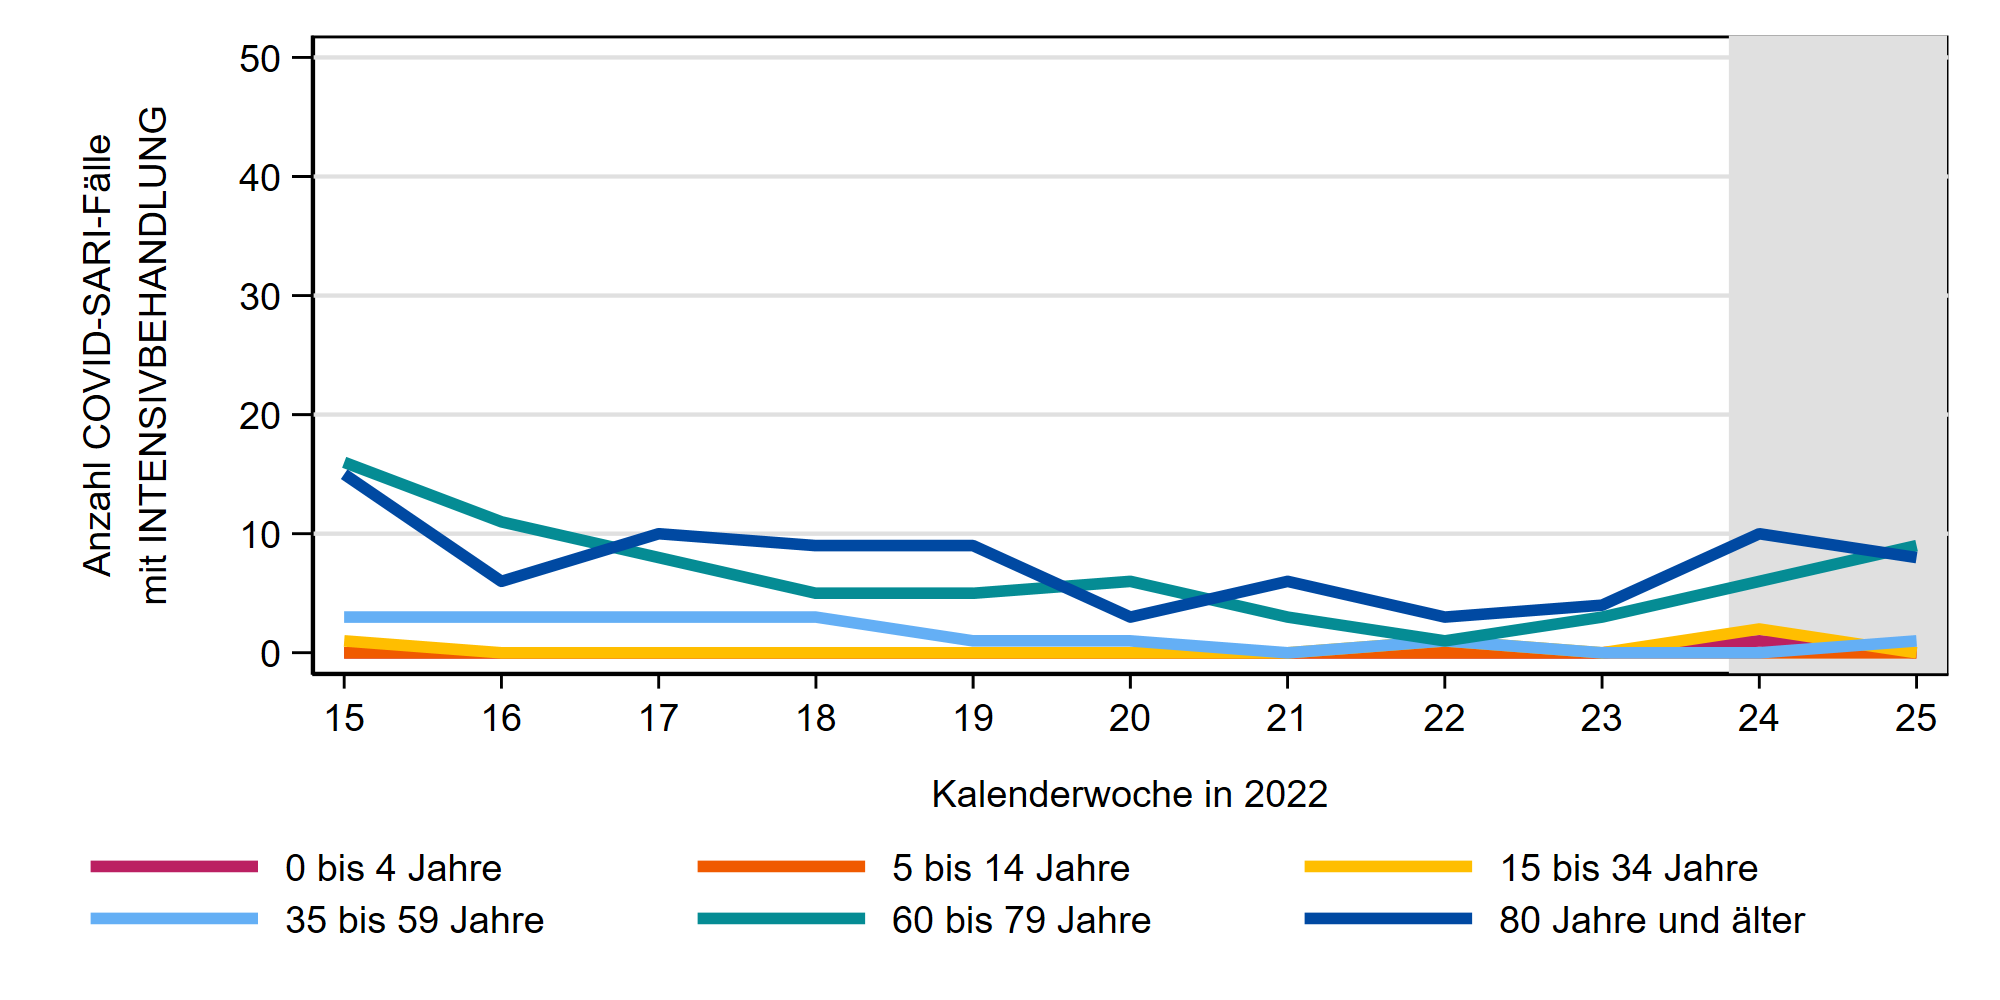 Anzahl COVID-SARI-Fälle
mit INTENSIVBEHANDLUNG
50
40
30
20
10
0
15 16 17 18 19 20 21 22 23 24 25
Kalenderwoche in 2022
0 bis 4 Jahre 5 bis 14 Jahre 15 bis 34 Jahre
35 bis 59 Jahre 60 bis 79 Jahre 80 Jahre und älter